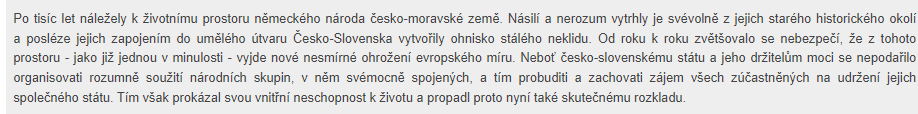 Po tisíc let náležely k životnímu prostoru německého národa česko-moravské země. Násilí a nerozum vytrhly je svévolně z jejich starého historického okolí
a posléze jejich zapojením do umělého útvaru Česko-Slovenska vytvořily ohnisko stálého neklidu. Od roku k roku zvětšovalo se nebezpečí, že z tohoto
prostoru - jako již jednou v minulosti - vyjde nové nesmírné ohrožení evropského míru. Neboť česko-slovenskému státu a jeho držitelům moci se nepodařilo
organisovati rozumně soužití národních skupin, v něm svémocně spojených, a tím probuditi a zachovati zájem všech zúčastněných na udržení jejich
společného státu. Tím však prokázal svou vnitřní neschopnost k životu a propadl proto nyní také skutečnému rozkladu.